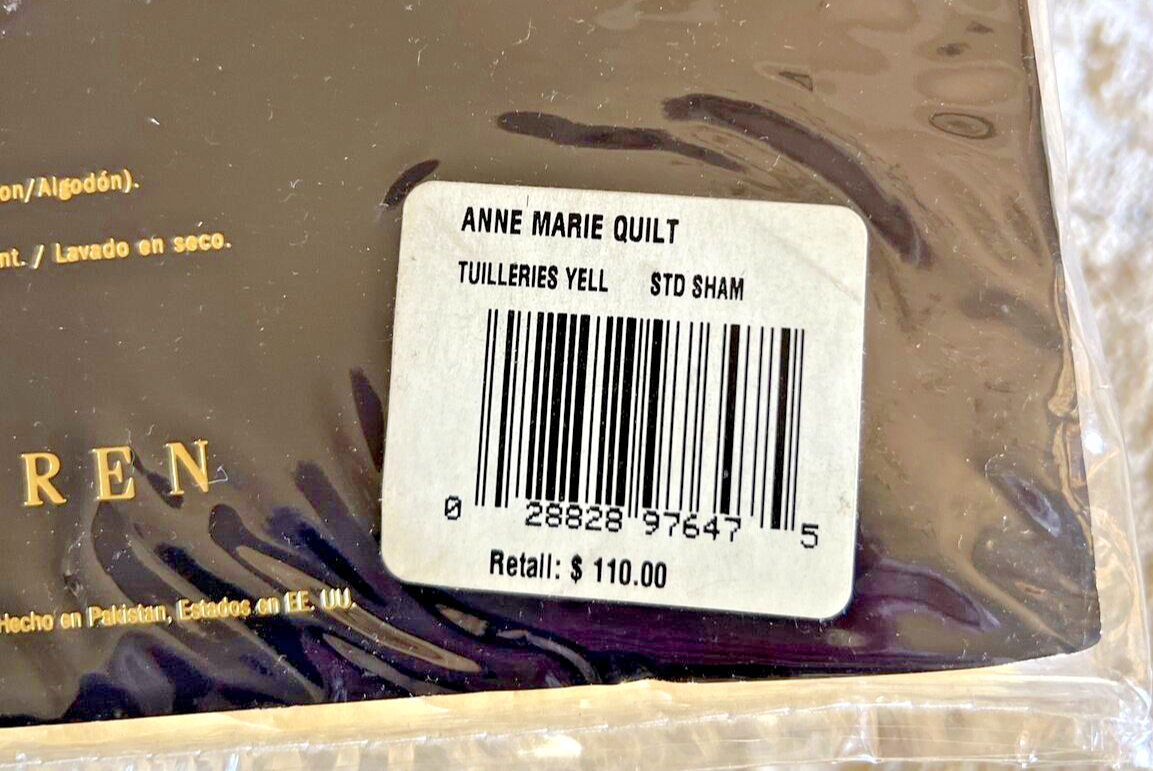 on/Algodón).
nt. / Lavado en seco.
REN
Hecho en Pakistan, Estados en EE. UU.
ANNE MARIE QUILT
TUILLERIES YELL STD SHAM
0 28828 97647 5
Retail: $ 110.00